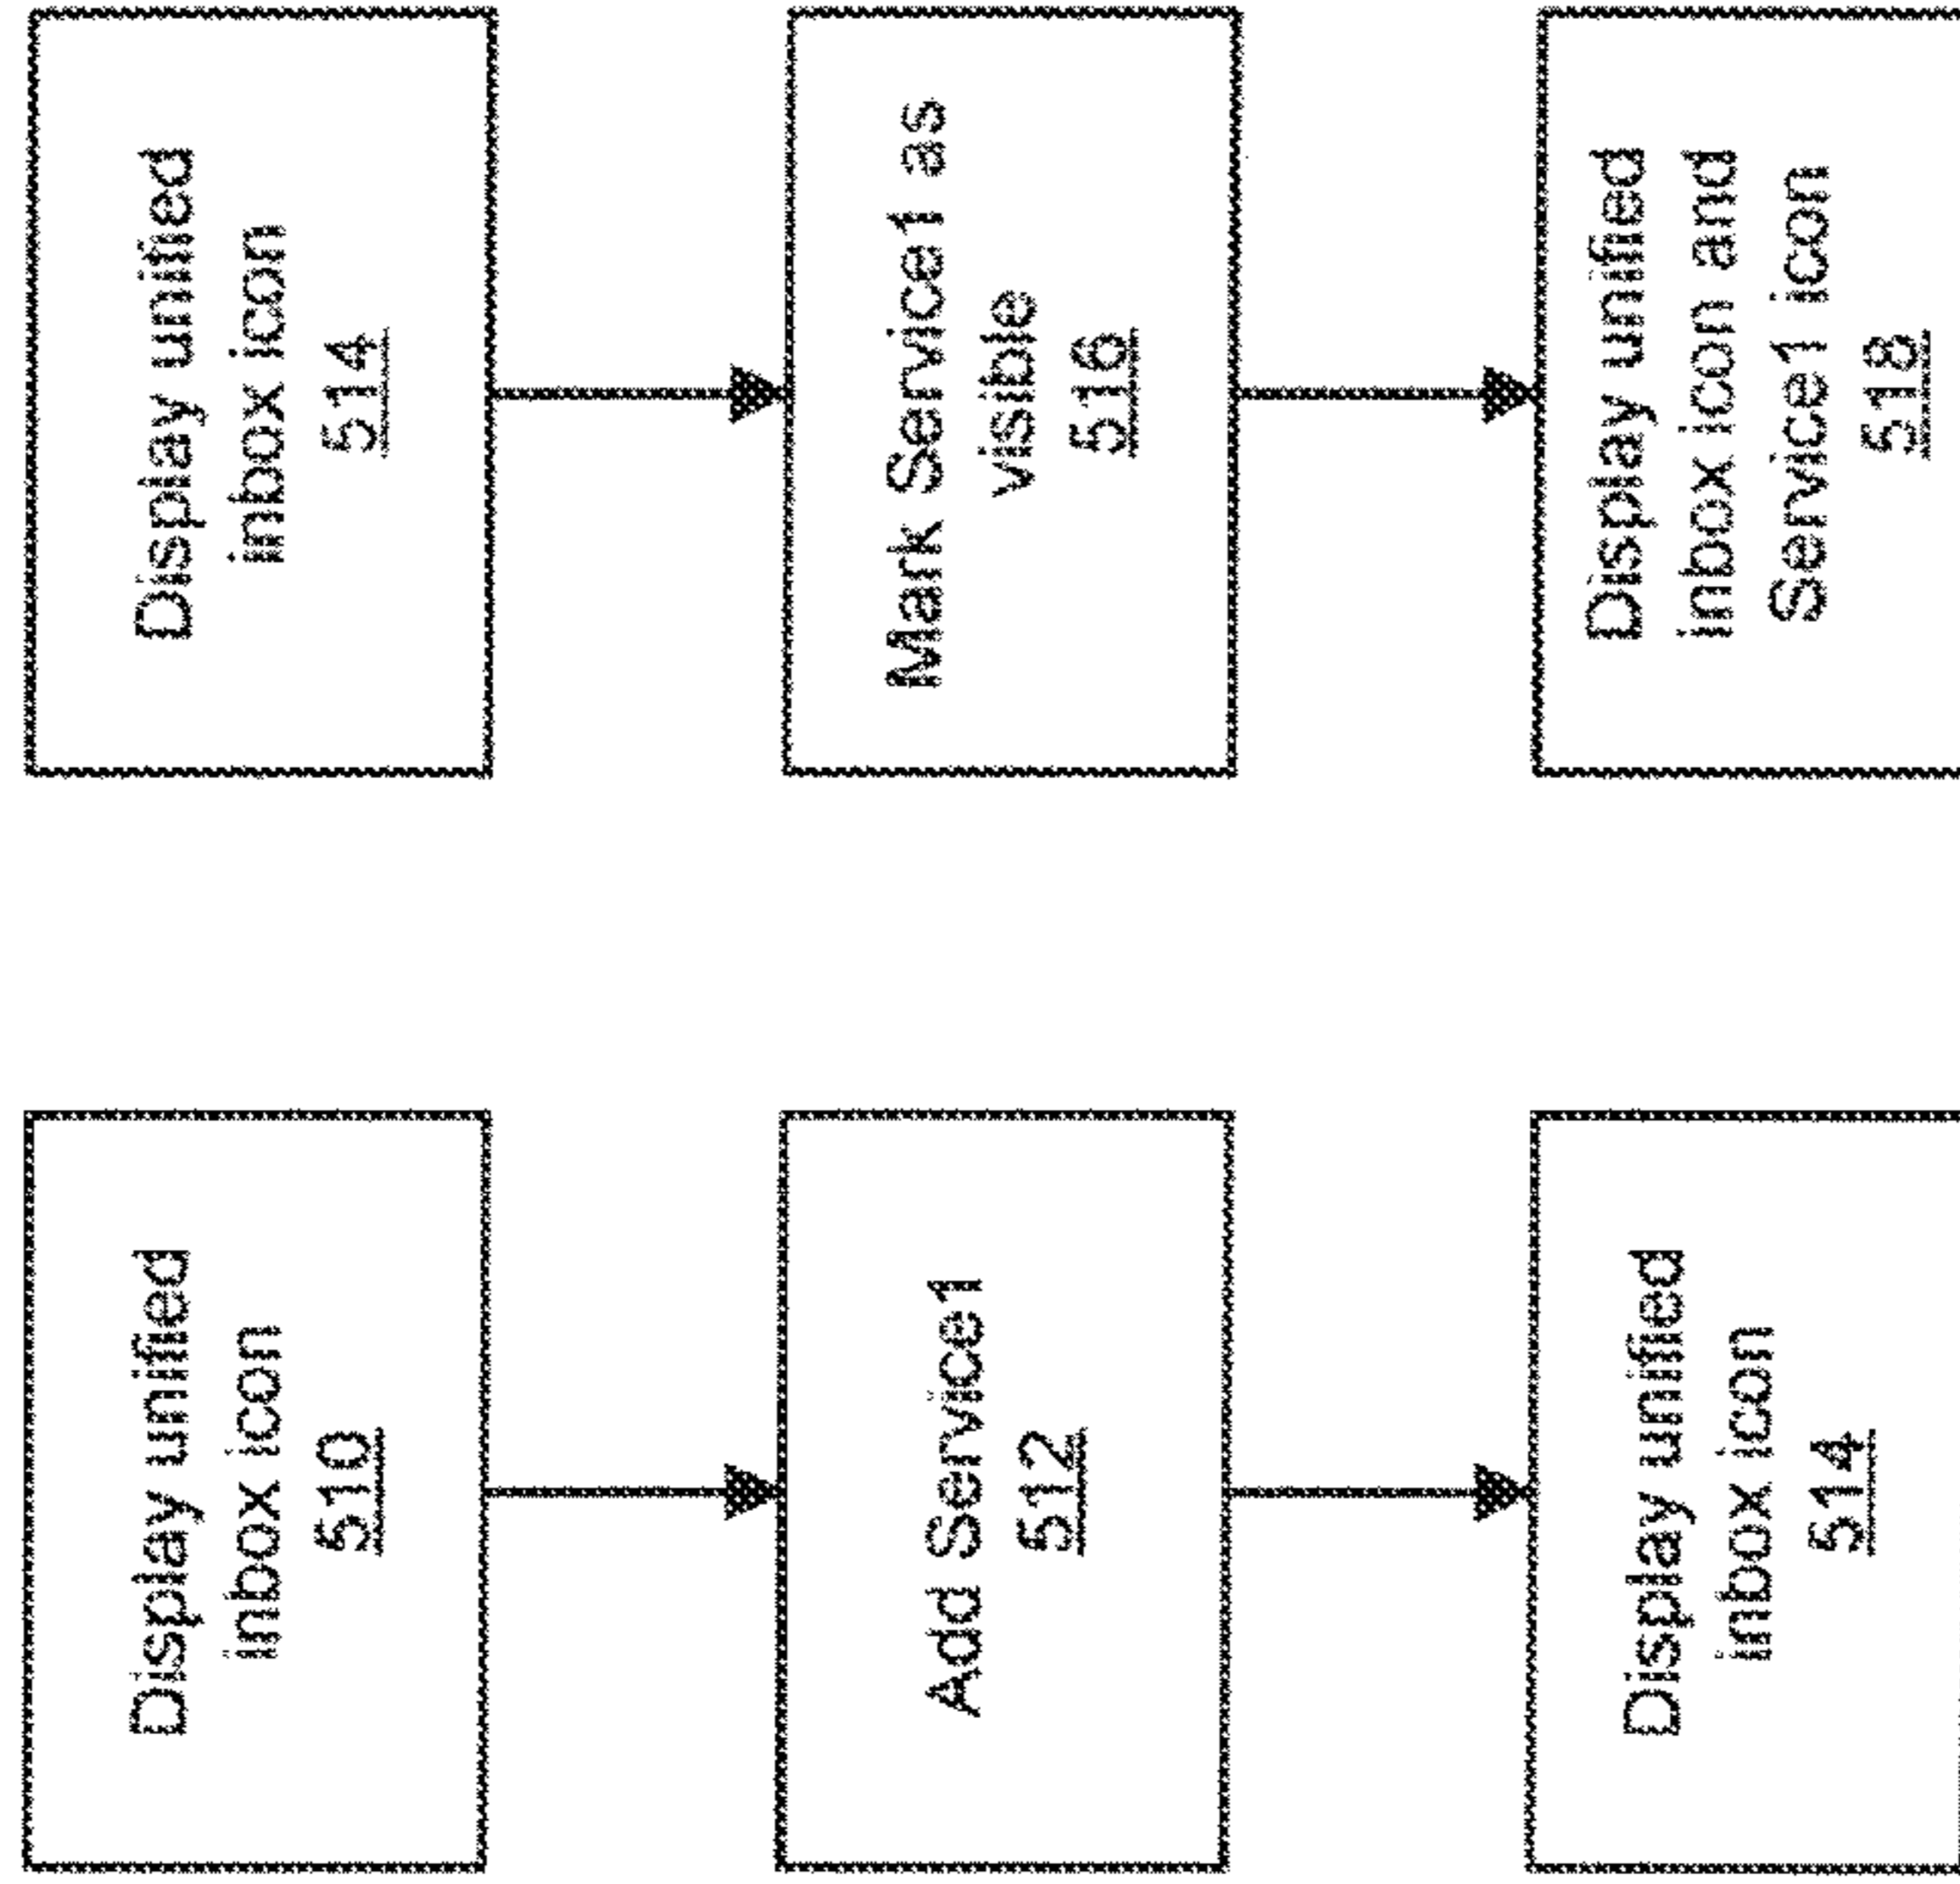 Display unified
inbox icon
510
Add Service1
512
Display unified
inbox icon
514
Display unified
inbox icon
514
Mark Service1 as
visible
516
Display unified
inbox icon and
Service1 icon
518